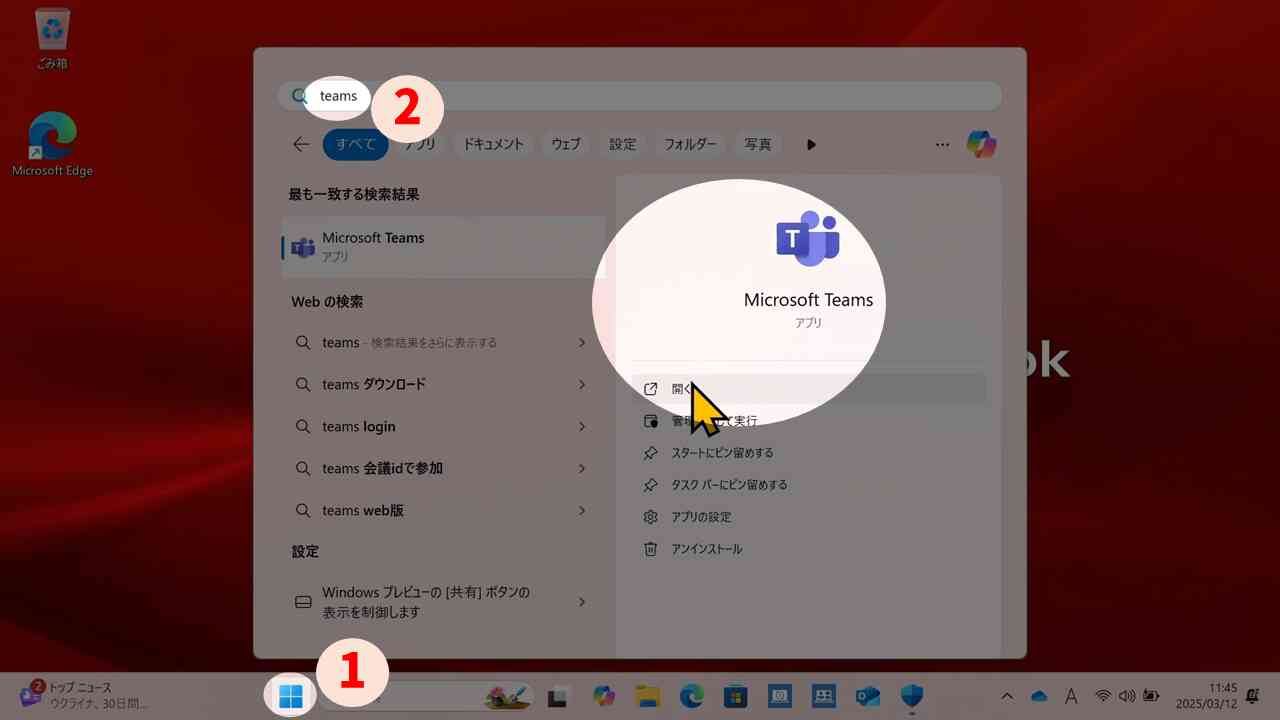 ごみ箱
Microsoft Edge
teams
2
すべて
アプリ
ドキュメント
ウェブ
設定
フォルダー
写真
最も一致する検索結果
Microsoft Teams
アプリ
Web の検索
teams - 検索結果をさらに表示する
teams ダウンロード
teams login
teams 会議idで参加
teams web版
設定
Windows プレビューの [共有] ボタンの
表示を制御します
T
Microsoft Teams
アプリ
開く
て実行
スタートにピン留めする
タスク バーにピン留めする
アプリの設定
アンインストール
ok
1
2
トップ ニュース
ウクライナ、30日間...
A
11:45
2025/03/12